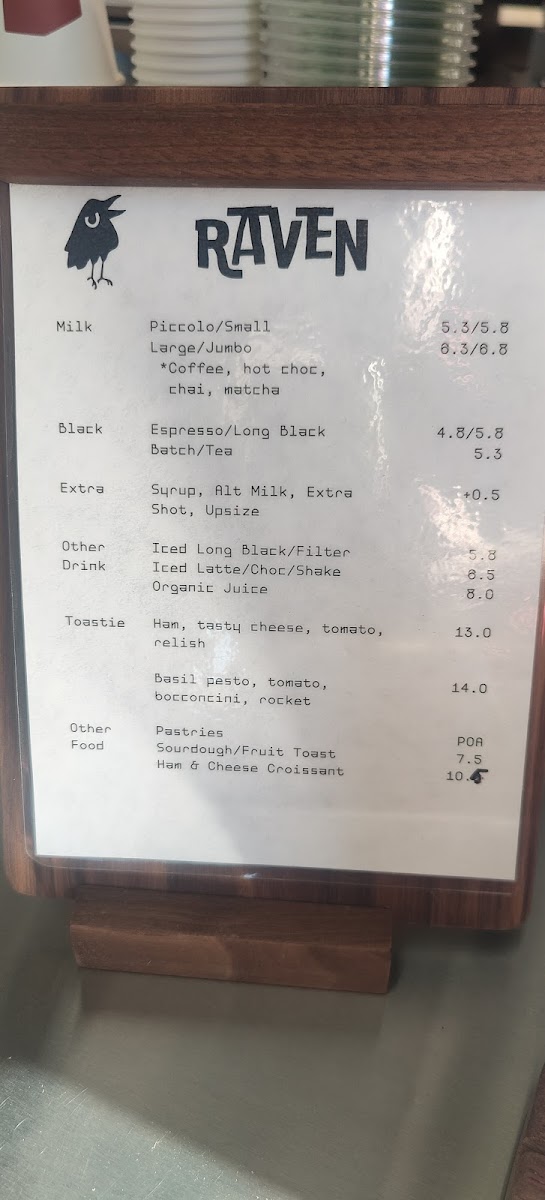 RAVEN
Milk Piccolo/Small 5.3/5.8
Large/Jumbo 6.3/6.8
*Coffee, hot choc,
chai, matcha
Black Espresso/Long Black 4.8/5.8
Batch/Tea 5.3
Extra Syrup, Alt Milk, Extra +0.5
Shot, Upsize
Other Iced Long Black/Filter 5.8
Drink Iced Latte/Choc/Shake 6.5
Organic Juice 8.0
Toastie Ham, tasty cheese, tomato, 13.0
relish
Basil pesto, tomato, 14.0
bocconcini, rocket
Other Pastries POA
Food Sourdough/Fruit Toast 7.5
Ham & Cheese Croissant 10.5